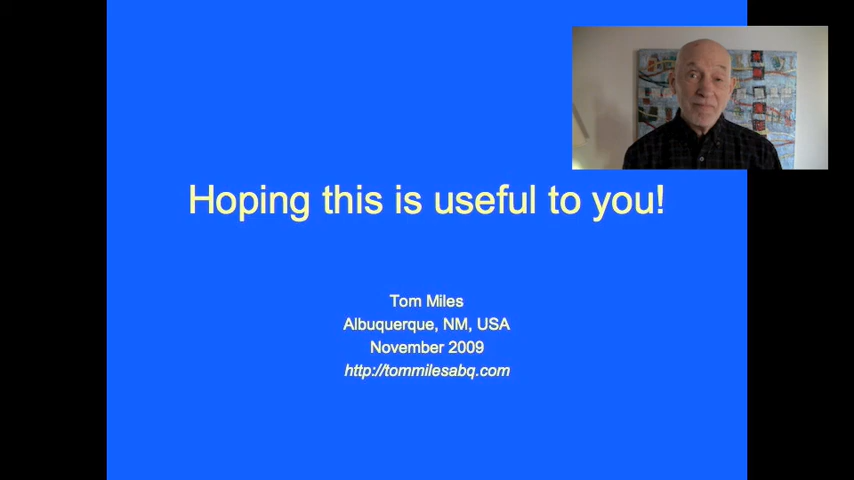 Hoping this is useful to you!
Tom Miles
Albuquerque, NM, USA
November 2009
http://tommilesabq.com